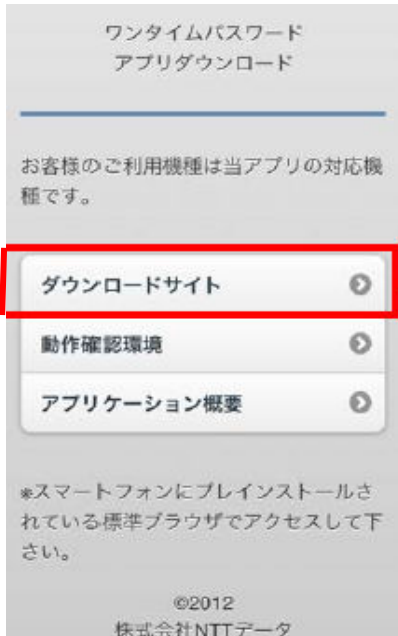 ワンタイムパスワード
アプリダウンロード
お客様のご利用機種は当アプリの対応機
種です。
ダウンロードサイト
動作確認環境
アプリケーション概要
※スマートフォンにプレインストールさ
れている標準ブラウザでアクセスして下
さい。
©2012
株式会社NTTデータ